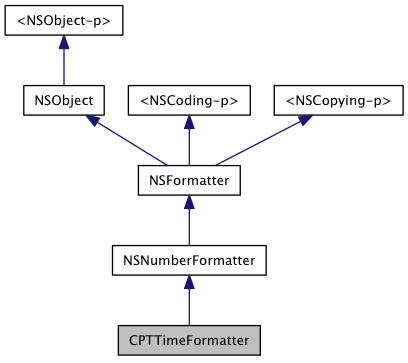 <NSObject-p>
NSObject
<NSCoding-p>
<NSCopying-p>
NSFormatter
NSNumberFormatter
CPTTimeFormatter